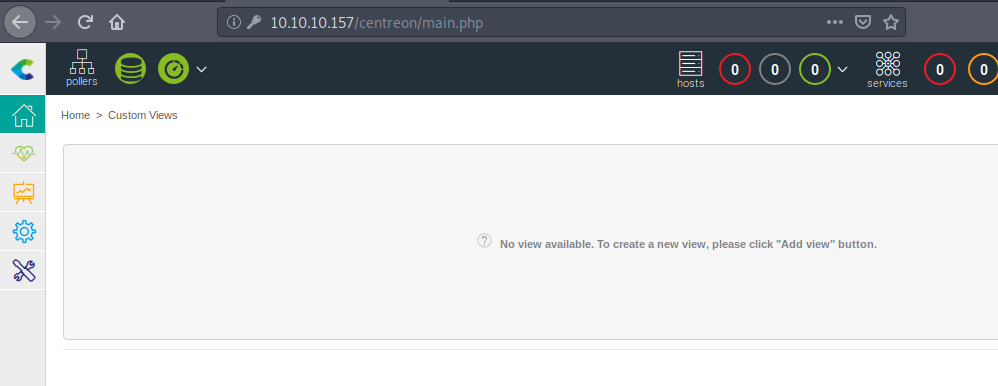 10.10.10.157/centreon/main.php
pollers
hosts
0
0
0
services
0
0
Home > Custom Views
No view available. To create a new view, please click "Add view" button.